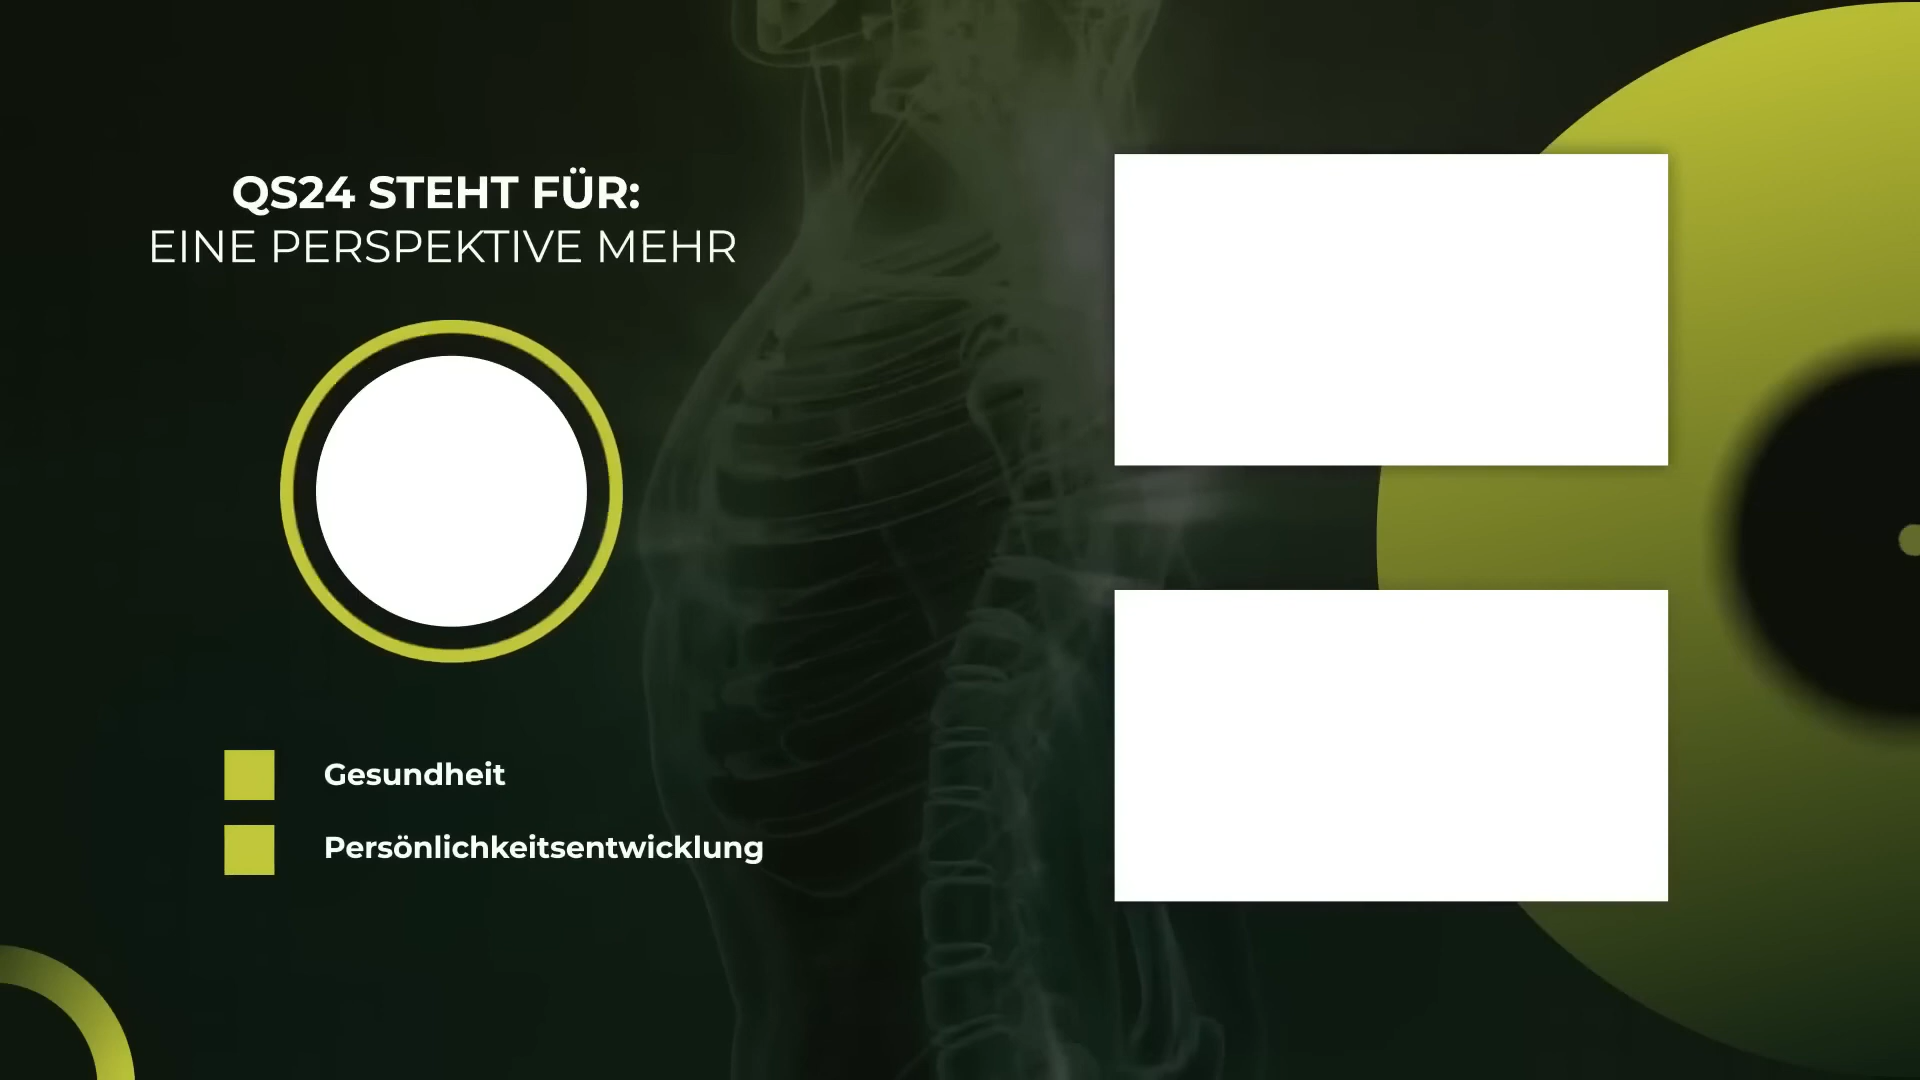 QS24 STEHT FÜR:
EINE PERSPEKTIVE MEHR
Gesundheit
Persönlichkeitsentwicklung